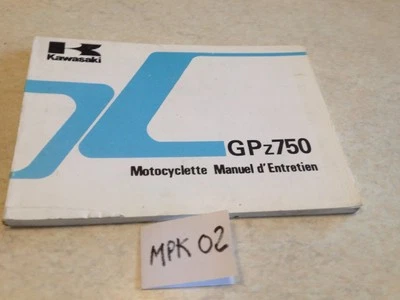 Kawasaki
GPz750
Motocyclette Manuel d'Entretien
MPK 02